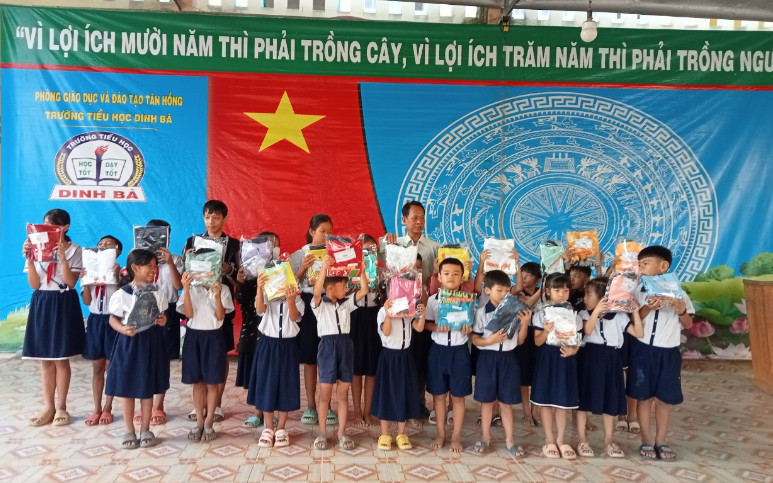 “VÌ LỢI ÍCH MƯỜI NĂM THÌ PHẢI TRỒNG CÂY, VÌ LỢI ÍCH TRĂM NĂM THÌ PHẢI TRỒNG NGƯ
PHÒNG GIÁO DỤC VÀ ĐÀO TẠO TÂN HỒNG
TRƯỜNG TIỂU HỌC DINH BÀ
TRƯỜNG TIỂU HỌC
HỌC TỐT
DẠY TỐT
DINH BÀ